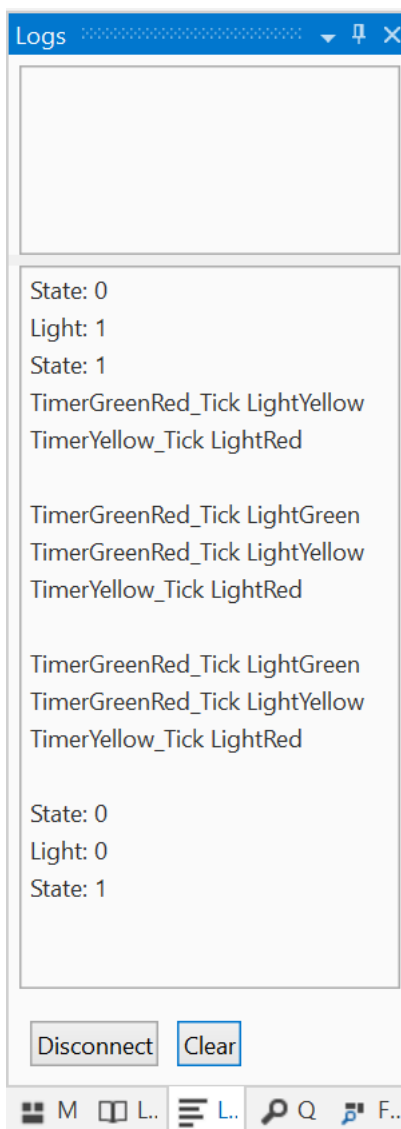 Logs
State: 0
Light: 1
State: 1
TimerGreenRed_Tick LightYellow
TimerYellow_Tick LightRed
TimerGreenRed_Tick LightGreen
TimerGreenRed_Tick LightYellow
TimerYellow_Tick LightRed
TimerGreenRed_Tick LightGreen
TimerGreenRed_Tick LightYellow
TimerYellow_Tick LightRed
State: 0
Light: 0
State: 1
Disconnect Clear
M L.. L.. Q F..